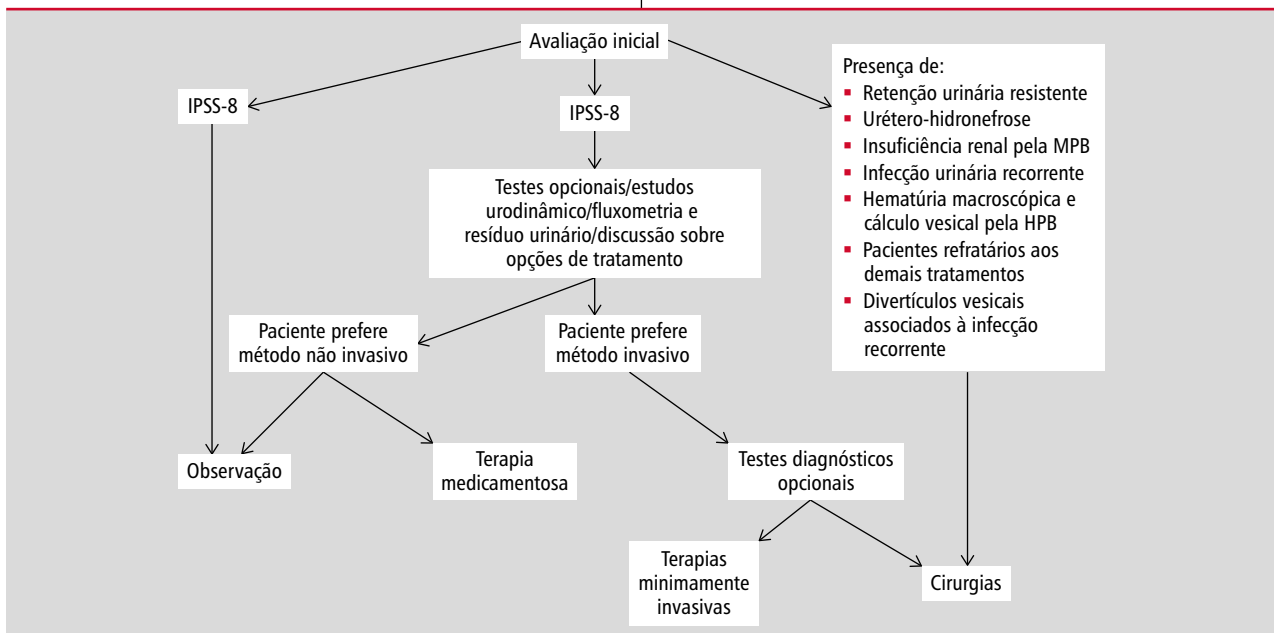 Avaliação inicial
IPSS-8
IPSS-8
Testes opcionais/estudos
urodinâmico/fluxometria e
resíduo urinário/discussão sobre
opções de tratamento
Paciente prefere
método não invasivo
Paciente prefere
método invasivo
Observação
Terapia
medicamentosa
Testes diagnósticos
opcionais
Terapias
minimamente
invasivas
Cirurgias
Presença de:
▪ Retenção urinária resistente
▪ Urétero-hidronefrose
▪ Insuficiência renal pela MPB
▪ Infecção urinária recorrente
▪ Hematúria macroscópica e
cálculo vesical pela HPB
▪ Pacientes refratários aos
demais tratamentos
▪ Divertículos vesicais
associados à infecção
recorrente